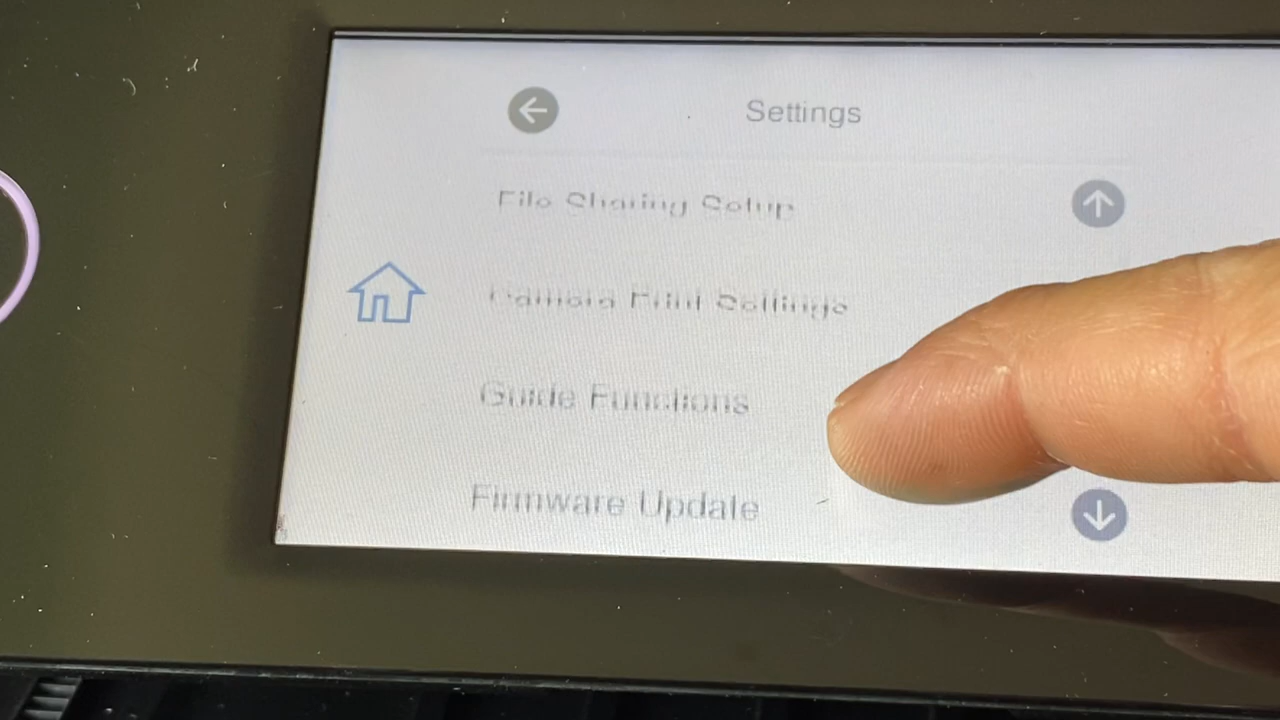 Settings
File Sharing Setup
Camera Print Settings
Guide Functions
Firmware Update